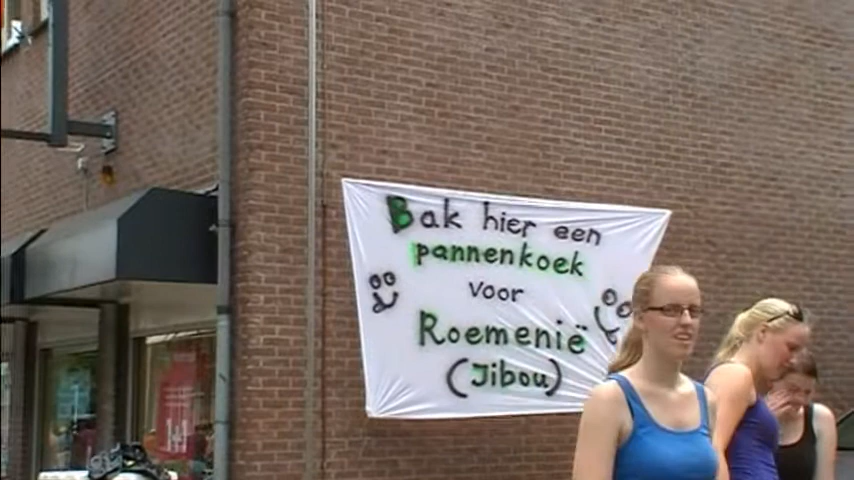 Bak hier een
pannenkoek
voor
Roemenië
(Jibou)